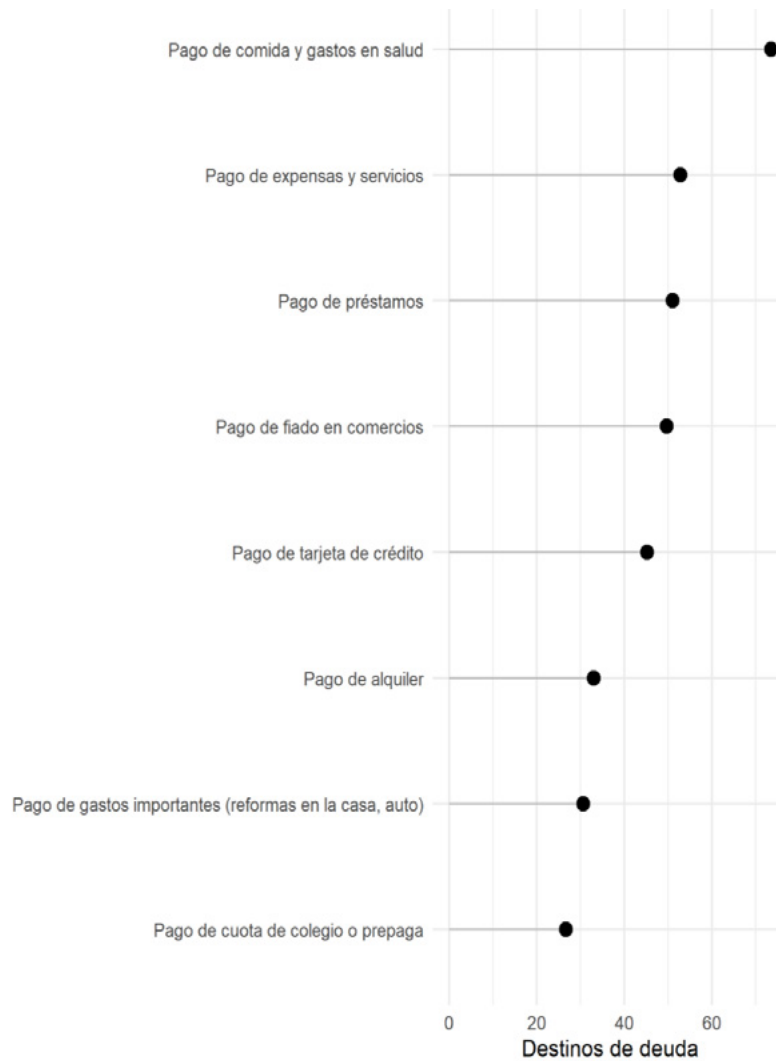 Pago de comida y gastos en salud
Pago de expensas y servicios
Pago de préstamos
Pago de fiado en comercios
Pago de tarjeta de crédito
Pago de alquiler
Pago de gastos importantes (reformas en la casa, auto)
Pago de cuota de colegio o prepaga
0 20 40 60
Destinos de deuda